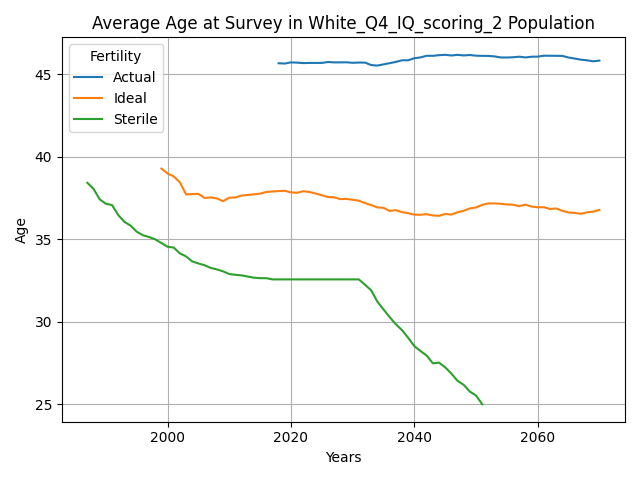 Average Age at Survey in White_Q4_IQ_scoring_2 Population
Fertility
Actual
Ideal
Sterile
45
40
35
30
25
Age
2000
2020
2040
2060
Years